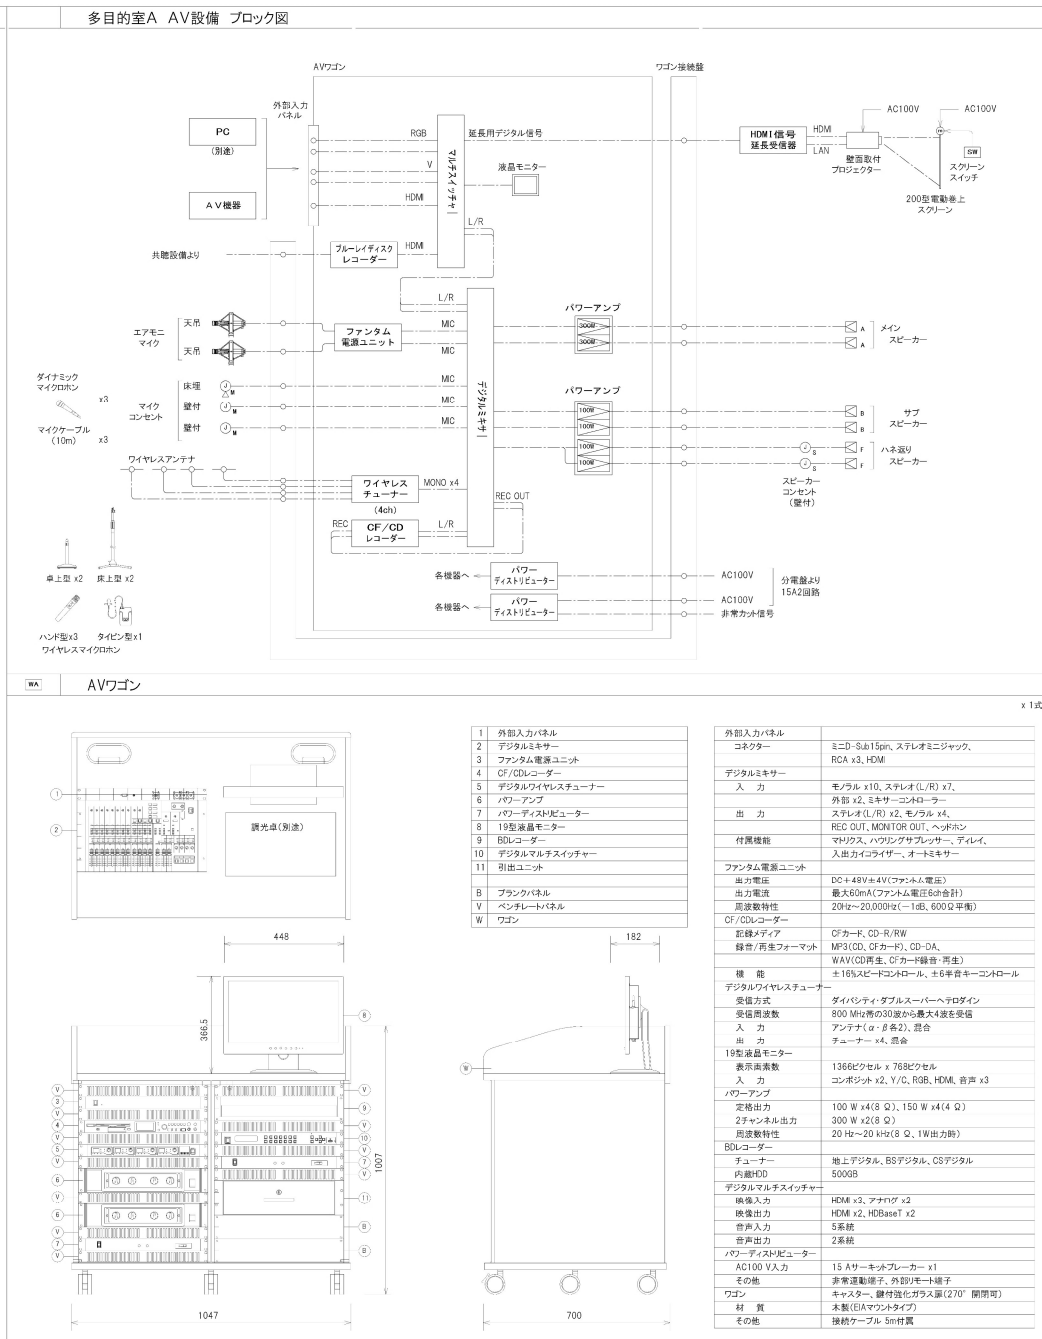 多目的室A AV設備 ブロック図
AVワゴン
ワゴン接続盤
外部入力
パネル
PC
(別途)
AV機器
RGB
V
HDMI
マルチスイッチャー
延長用デジタル信号
液晶モニター
L/R
HDMI信号
延長受信器
HDMI
LAN
AC100V
AC100V
壁面取付
プロジェクター
SW
スクリーン
スイッチ
200型電動巻上
スクリーン
共聴設備より
ブルーレイディスク
レコーダー
HDMI
L/R
エアモニ
マイク
天吊
天吊
ファンタム
電源ユニット
MIC
MIC
デジタルミキサー
パワーアンプ
300W
300W
A
A
メイン
スピーカー
ダイナミック
マイクロホン
x3
マイクケーブル
(10m)
x3
マイク
コンセント
床埋
J
M
壁付
J
M
壁付
J
M
MIC
MIC
MIC
パワーアンプ
100W
100W
100W
100W
B
B
サブ
スピーカー
J
S
F
J
S
F
ハネ返り
スピーカー
スピーカー
コンセント
(壁付)
ワイヤレスアンテナ
ワイヤレス
チューナー
(4ch)
MONO x4
REC OUT
REC
CF/CD
レコーダー
L/R
卓上型 x2
床上型 x2
ハンド型x3
タイピン型x1
ワイヤレスマイクロホン
各機器へ
パワー
ディストリビューター
AC100V
各機器へ
パワー
ディストリビューター
AC100V
非常カット信号
分電盤より
15A2回路
WA
AVワゴン
x 1式
調光卓(別途)
1 外部入力パネル
2 デジタルミキサー
3 ファンタム電源ユニット
4 CF/CDレコーダー
5 デジタルワイヤレスチューナー
6 パワーアンプ
7 パワーディストリビューター
8 19型液晶モニター
9 BDレコーダー
10 デジタルマルチスイッチャー
11 引出ユニット
B ブランクパネル
V ベンチレートパネル
W ワゴン
外部入力パネル
コネクター ミニD-Sub15pin、ステレオミニジャック、
RCA x3、HDMI
デジタルミキサー
入 力 モノラル x10、ステレオ(L/R) x7、
外部 x2、ミキサーコントローラー
出 力 ステレオ(L/R) x2、モノラル x4、
REC OUT、MONITOR OUT、ヘッドホン
付属機能 マトリクス、ハウリングサプレッサー、ディレイ、
入出力イコライザー、オートミキサー
ファンタム電源ユニット
出力電圧 DC+48V±4V(ファントム電圧)
出力電流 最大60mA(ファントム電圧6ch合計)
周波数特性 20Hz～20,000Hz(－1dB、600Ω平衡)
CF/CDレコーダー
記録メディア CFカード、CD-R/RW
録音/再生フォーマット MP3(CD、CFカード)、CD-DA、
WAV(CD再生、CFカード録音・再生)
機 能 ±16%スピードコントロール、±6半音キーコントロール
デジタルワイヤレスチューナー
受信方式 ダイバシティ・ダブルスーパーヘテロダイン
受信周波数 800 MHz帯の30波から最大4波を受信
入 力 アンテナ(α・β各2)、混合
出 力 チューナー x4、混合
19型液晶モニター
表示画素数 1366ピクセル x 768ピクセル
入 力 コンポジット x2、Y/C、RGB、HDMI、音声 x3
パワーアンプ
定格出力 100 W x4(8 Ω)、150 W x4(4 Ω)
2チャンネル出力 300 W x2(8 Ω)
周波数特性 20 Hz～20 kHz(8 Ω、1W出力時)
BDレコーダー
チューナー 地上デジタル、BSデジタル、CSデジタル
内蔵HDD 500GB
デジタルマルチスイッチャー
映像入力 HDMI x3、アナログ x2
映像出力 HDMI x2、HDBaseT x2
音声入力 5系統
音声出力 2系統
パワーディストリビューター
AC100 V入力 15 Aサーキットブレーカー x1
その他 非常連動端子、外部リモート端子
ワゴン キャスター、鍵付強化ガラス扉(270°開閉可)
材 質 木製(EIAマウントタイプ)
その他 接続ケーブル 5m付属
1
2
448
366.5
8
V
3
V
4
V
5
V
6
V
6
V
7
V
V
9
V
10
V
7
V
11
B
B
1007
1047
182
W
700